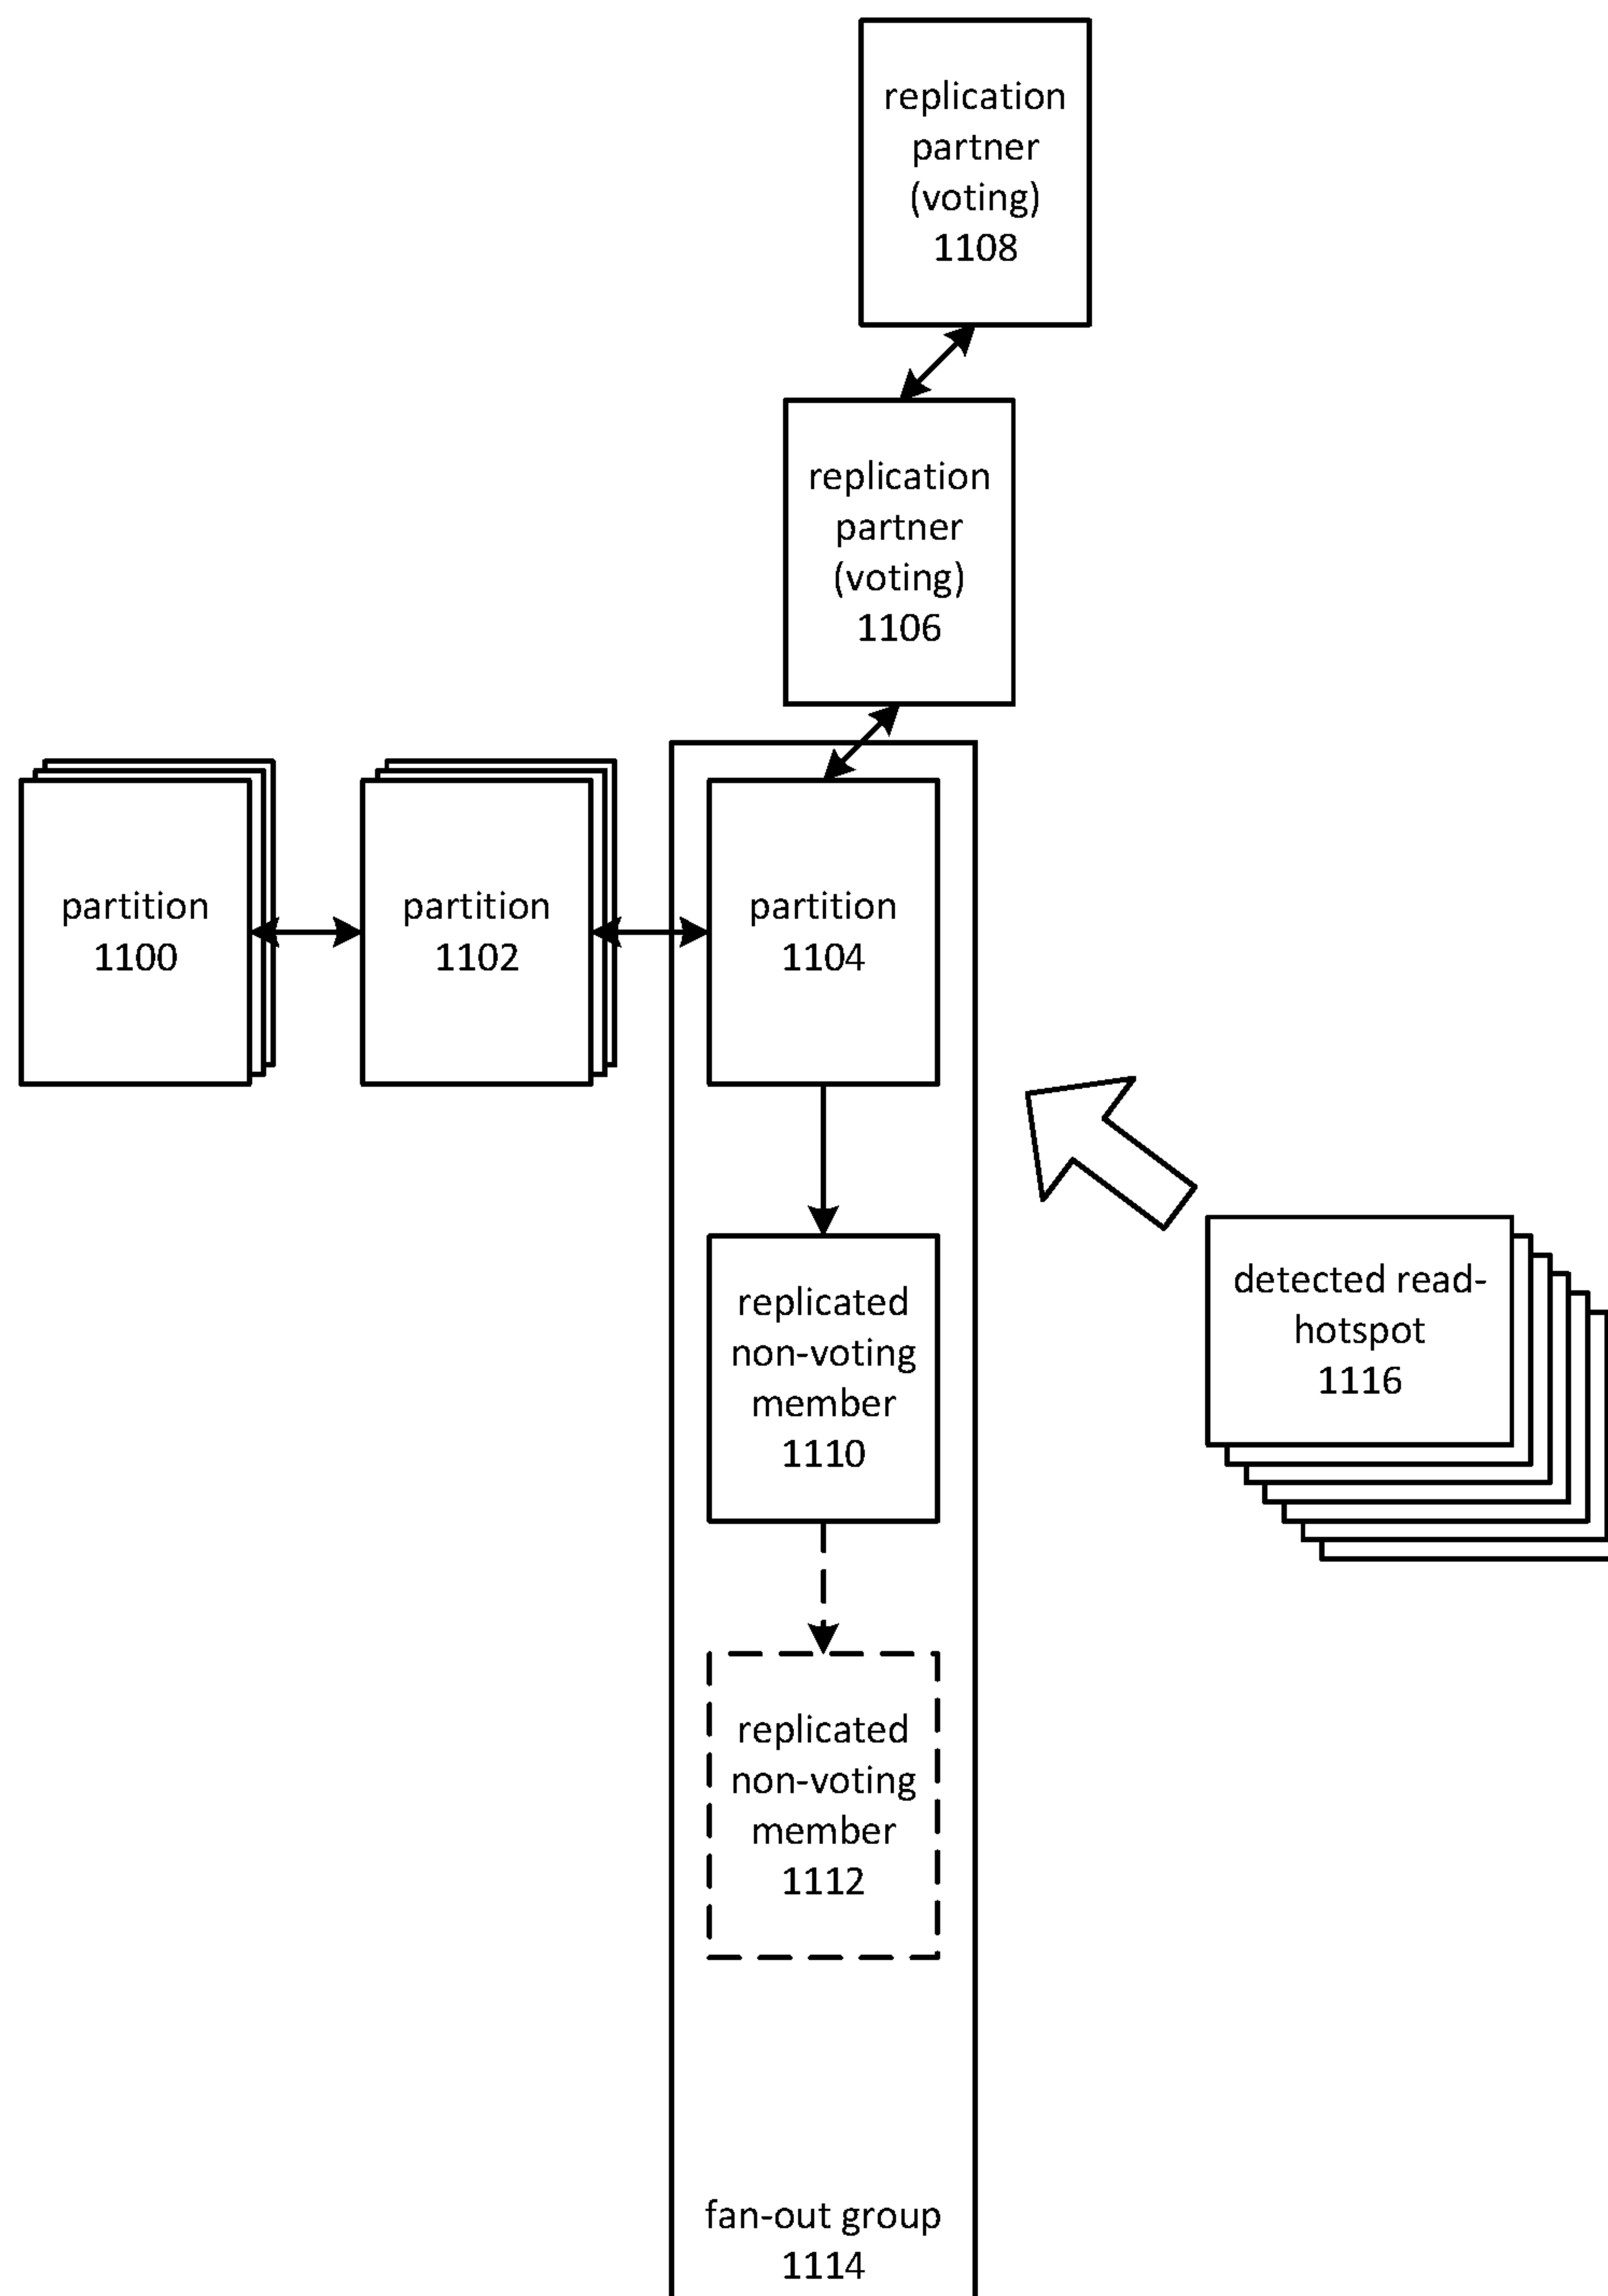 replication
partner
(voting)
1108
replication
partner
(voting)
1106
partition
1100
partition
1102
partition
1104
detected read-
hotspot
1116
replicated
non-voting
member
1110
replicated
non-voting
member
1112
fan-out group
1114